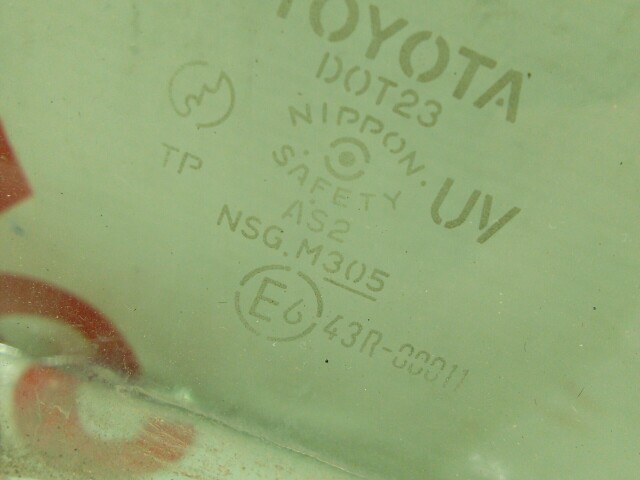 TOYOTA
DOT23
NIPPON.
SAFETY
TP
UV
AS2
NSG.M305
E6 43R-00011